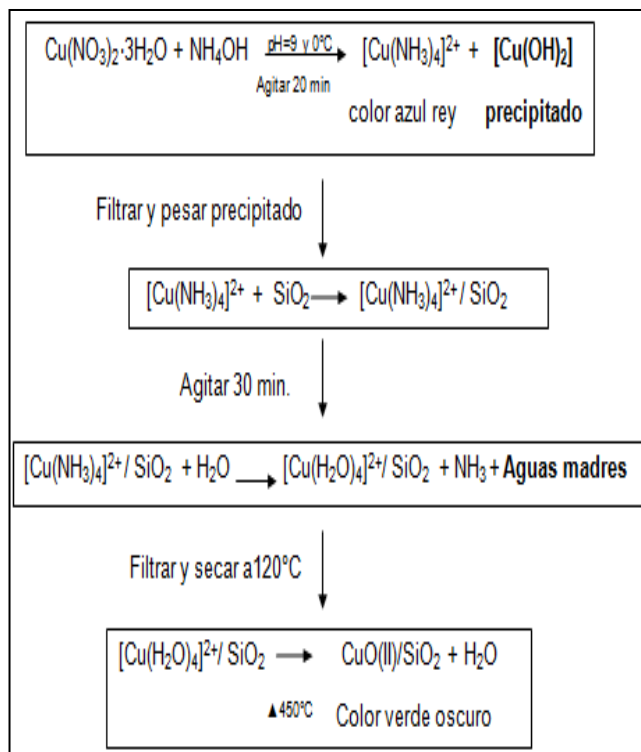 Cu(NO₃)₂·3H₂O + NH₄OH pH=9 y 0°C [Cu(NH₃)₄]²⁺ + [Cu(OH)₂]
Agitar 20 min
color azul rey precipitado
Filtrar y pesar precipitado
[Cu(NH₃)₄]²⁺ + SiO₂ → [Cu(NH₃)₄]²⁺/ SiO₂
Agitar 30 min.
[Cu(NH₃)₄]²⁺/ SiO₂ + H₂O → [Cu(H₂O)₄]²⁺/ SiO₂ + NH₃ + Aguas madres
Filtrar y secar a120°C
[Cu(H₂O)₄]²⁺/ SiO₂ → CuO(II)/SiO₂ + H₂O
▲450°C Color verde oscuro